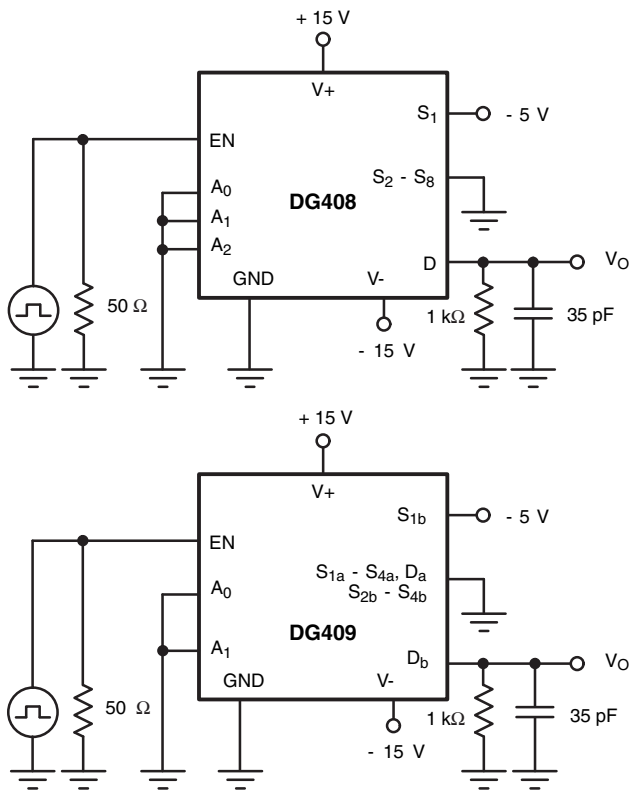 + 15 V
V+
S1
- 5 V
EN
A0
S2 - S8
DG408
A1
A2
D
VO
GND
V-
50 Ω
1 kΩ
35 pF
- 15 V
+ 15 V
V+
S1b
- 5 V
EN
S1a - S4a, Da
A0
S2b - S4b
DG409
A1
Db
VO
GND
V-
50 Ω
1 kΩ
35 pF
- 15 V